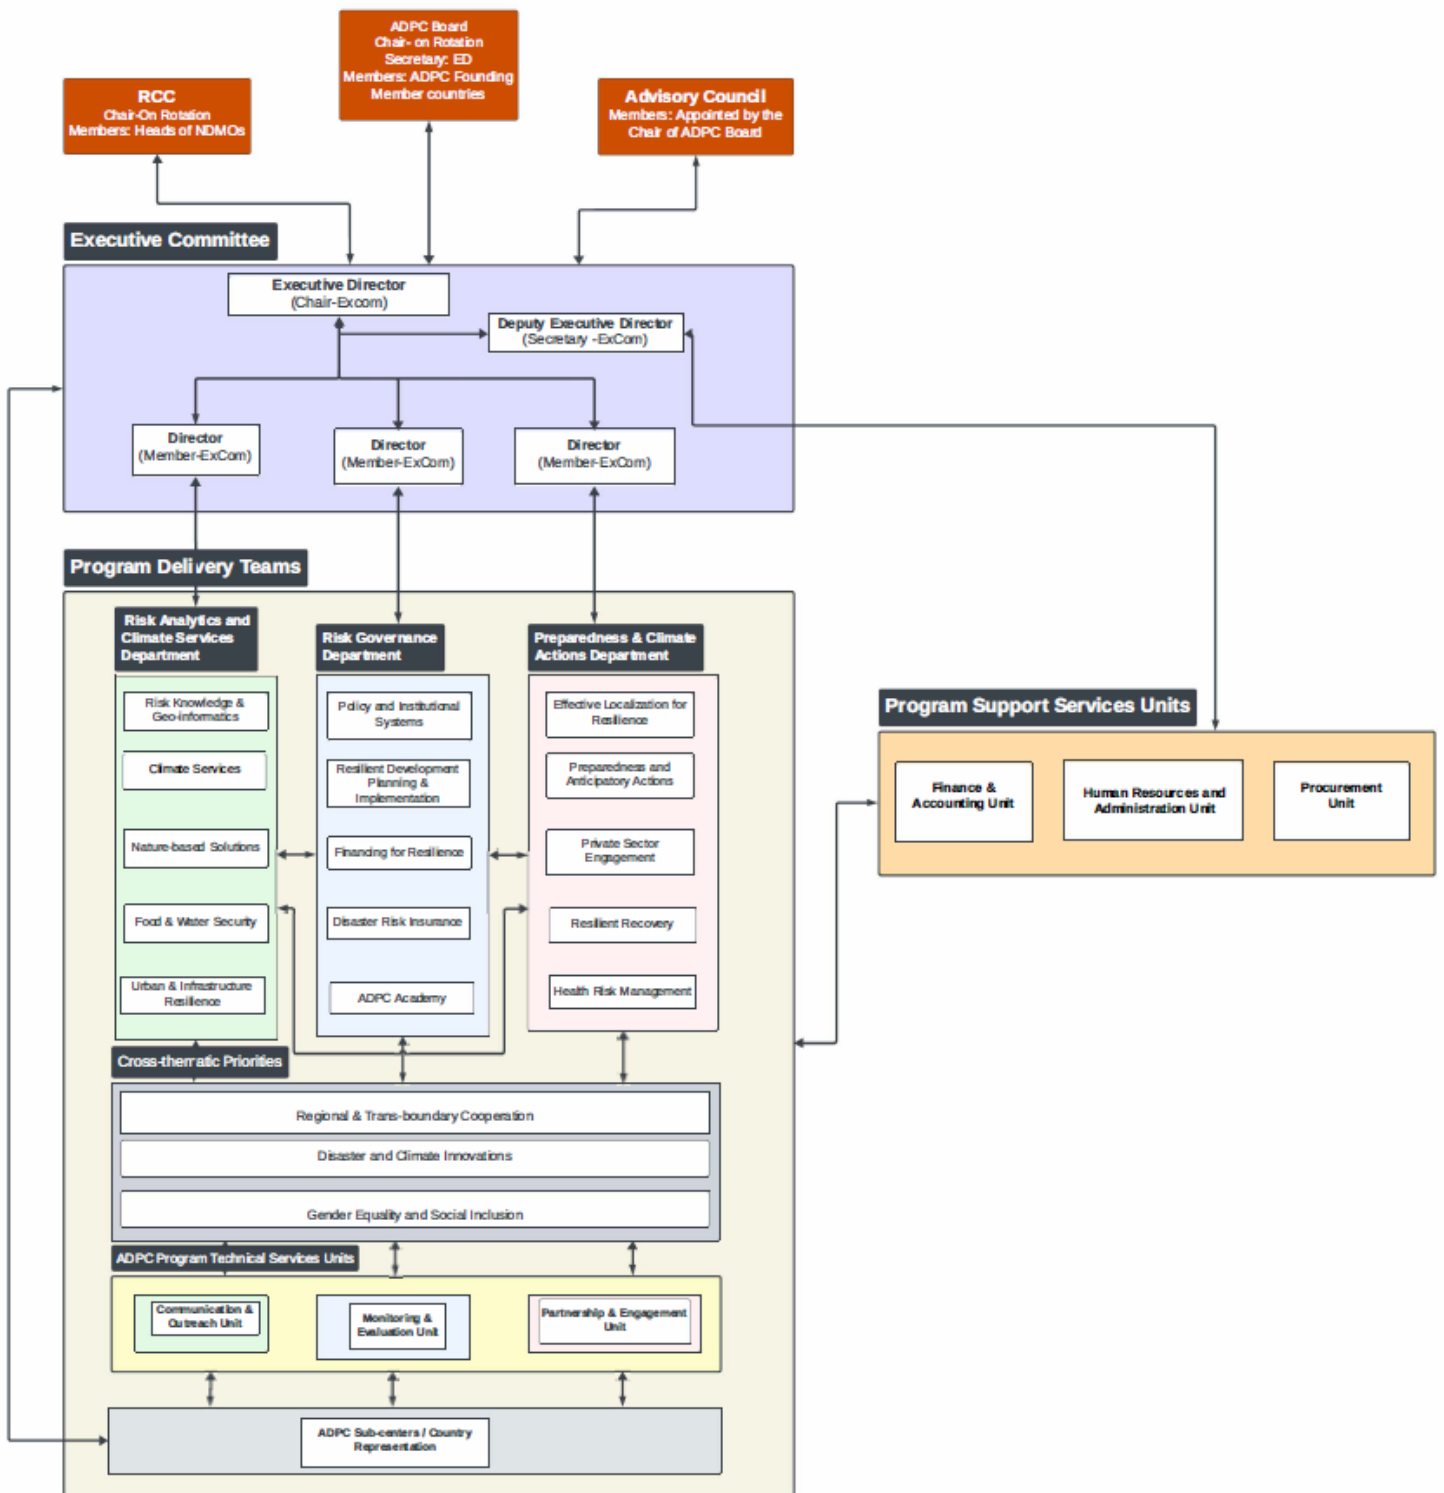 ADPC Board
Chair- on Rotation
Secretary: ED
Members: ADPC Founding
Member countries
RCC
Chair-On Rotation
Members: Heads of NDMOs
Advisory Council
Members: Appointed by the
Chair of ADPC Board
Executive Committee
Executive Director
(Chair-Excom)
Deputy Executive Director
(Secretary -ExCom)
Director
(Member-ExCom)
Director
(Member-ExCom)
Director
(Member-ExCom)
Program Delivery Teams
Risk Analytics and
Climate Services
Department
Risk Governance
Department
Preparedness & Climate
Actions Department
Risk Knowledge &
Geo-informatics
Climate Services
Nature-based Solutions
Food & Water Security
Urban & Infrastructure
Resilience
Policy and Institutional
Systems
Resilient Development
Planning &
Implementation
Financing for Resilience
Disaster Risk Insurance
ADPC Academy
Effective Localization for
Resilience
Preparedness and
Anticipatory Actions
Private Sector
Engagement
Resilient Recovery
Health Risk Management
Program Support Services Units
Finance &
Accounting Unit
Human Resources and
Administration Unit
Procurement
Unit
Cross-thematic Priorities
Regional & Trans-boundary Cooperation
Disaster and Climate Innovations
Gender Equality and Social Inclusion
ADPC Program Technical Services Units
Communication &
Outreach Unit
Monitoring &
Evaluation Unit
Partnership & Engagement
Unit
ADPC Sub-centers / Country
Representation